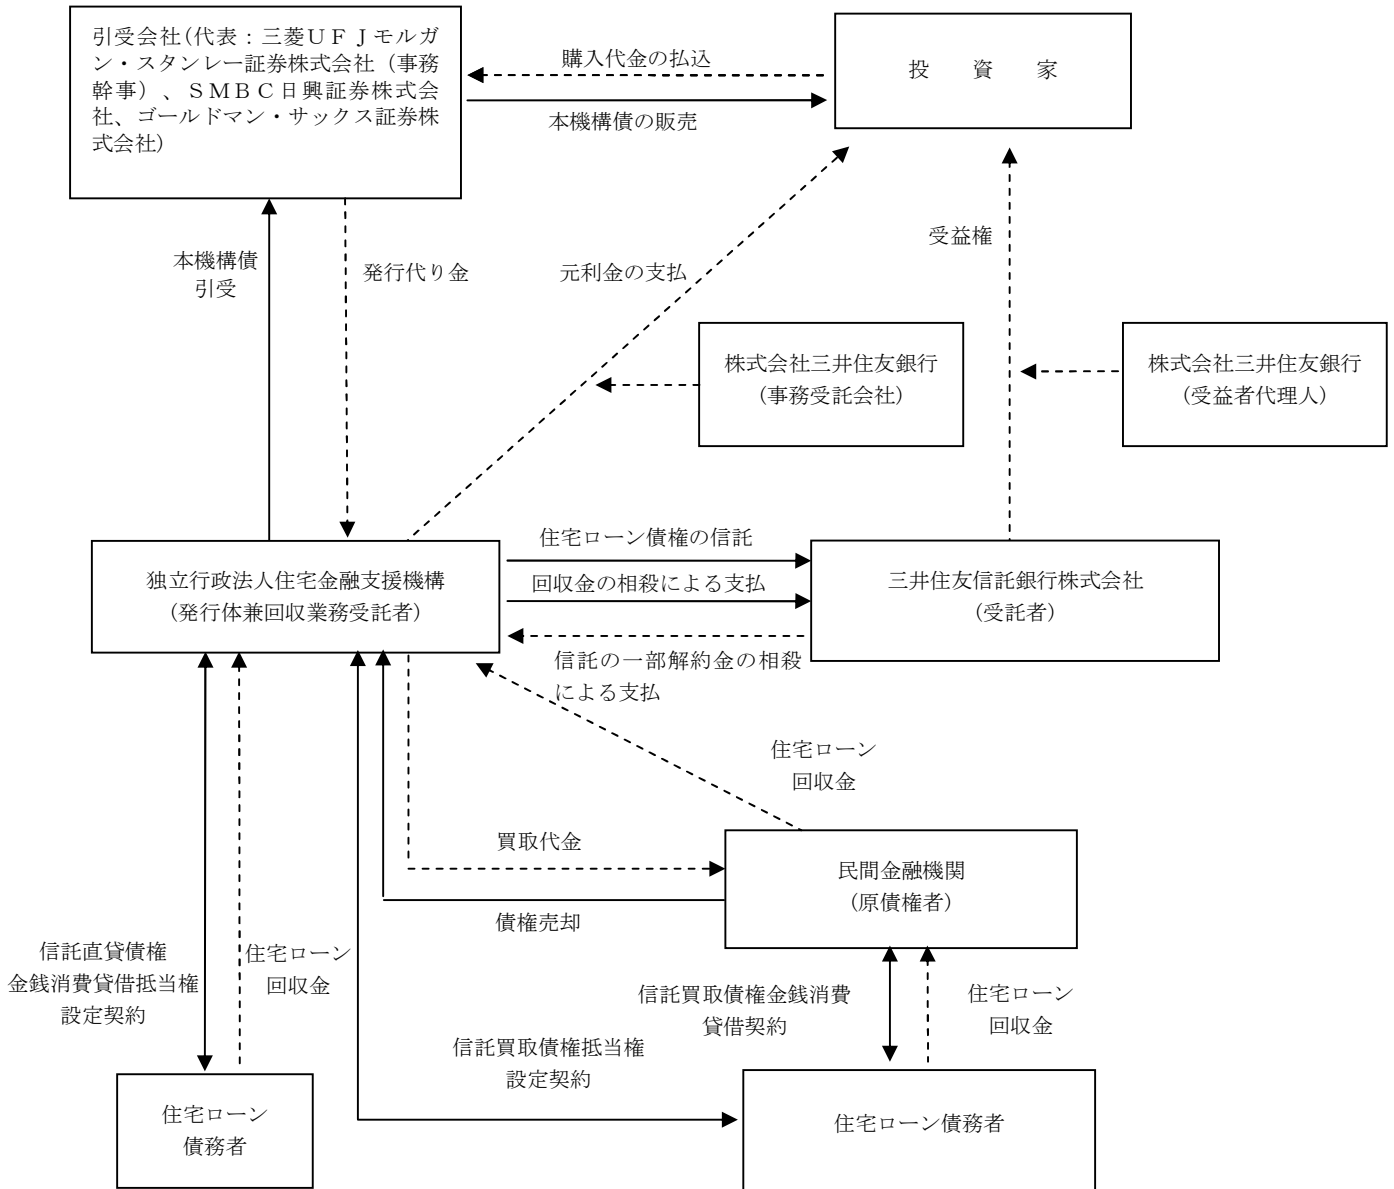 引受会社(代表：三菱ＵＦＪモルガ
ン・スタンレー証券株式会社（事務
幹事）、ＳＭＢＣ日興証券株式会
社、ゴールドマン・サックス証券株
式会社)
購入代金の払込
本機構債の販売
投　資　家
本機構債
引受
発行代り金
元利金の支払
受益権
株式会社三井住友銀行
（事務受託会社）
株式会社三井住友銀行
（受益者代理人）
独立行政法人住宅金融支援機構
（発行体兼回収業務受託者）
住宅ローン債権の信託
回収金の相殺による支払
信託の一部解約金の相殺
による支払
三井住友信託銀行株式会社
（受託者）
住宅ローン
回収金
買取代金
債権売却
民間金融機関
（原債権者）
信託直貸債権
金銭消費貸借抵当権
設定契約
住宅ローン
回収金
信託買取債権金銭消費
貸借契約
住宅ローン
回収金
信託買取債権抵当権
設定契約
住宅ローン
債務者
住宅ローン債務者